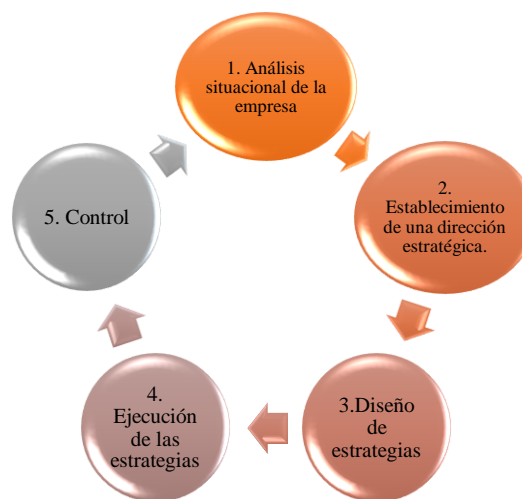 1. Análisis
situacional de la
empresa
2.
Establecimiento
de una dirección
estratégica.
3.Diseño
de
estrategias
4.
Ejecución
de las
estrategias
5. Control